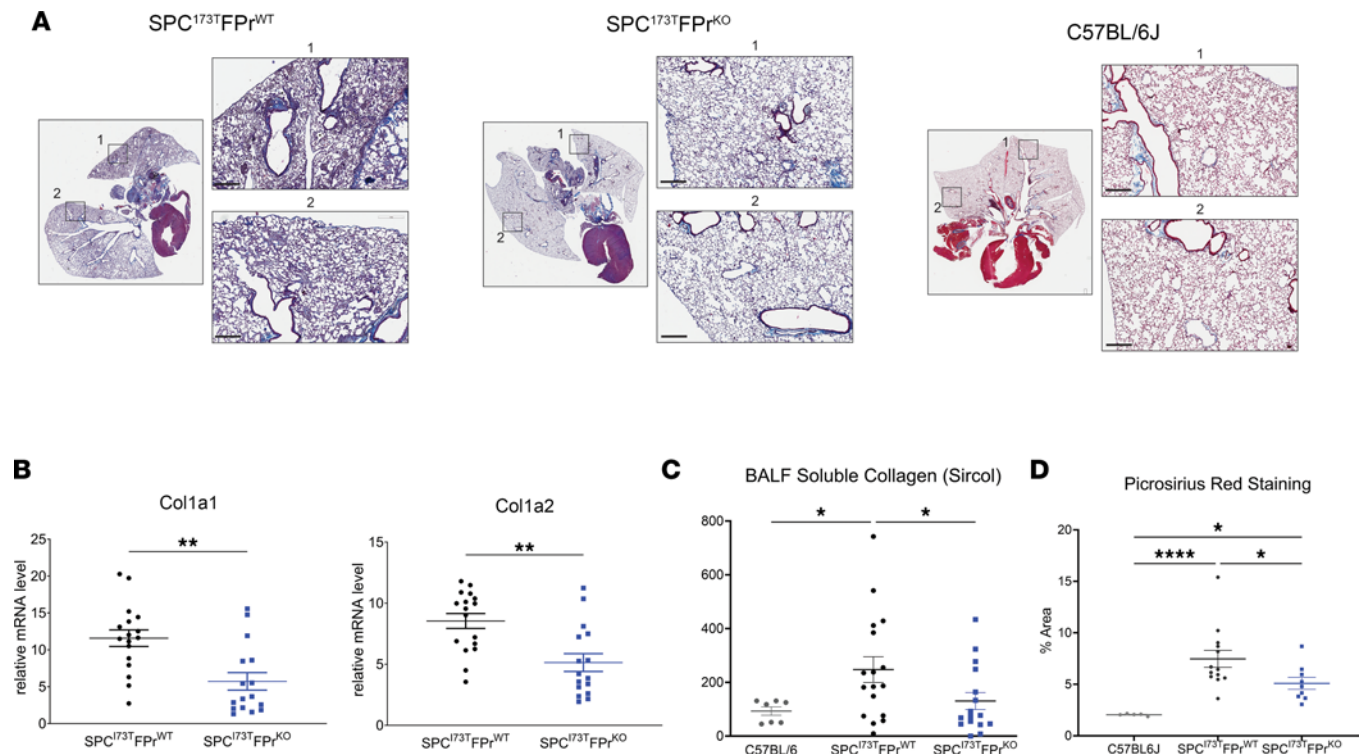 A
SPC¹⁷³ᵀFPrᵂᵀ
SPC¹⁷³ᵀFPrᴷᴼ
C57BL/6J
1
1
2
2
1
1
2
2
1
1
2
2
B
Col1a1
relative mRNA level
25
20
15
10
5
0
**
SPCᴵ⁷³ᵀFPrᵂᵀ
SPCᴵ⁷³ᵀFPrᴷᴼ
Col1a2
relative mRNA level
15
10
5
0
**
SPCᴵ⁷³ᵀFPrᵂᵀ
SPCᴵ⁷³ᵀFPrᴷᴼ
C
BALF Soluble Collagen (Sircol)
800
600
400
200
0
*
*
C57BL/6
SPCᴵ⁷³ᵀFPrᵂᵀ
SPCᴵ⁷³ᵀFPrᴷᴼ
D
Picrosirius Red Staining
% Area
20
15
10
5
0
*
****
*
C57BL6J
SPCᴵ⁷³ᵀFPrᵂᵀ
SPCᴵ⁷³ᵀFPrᴷᴼ